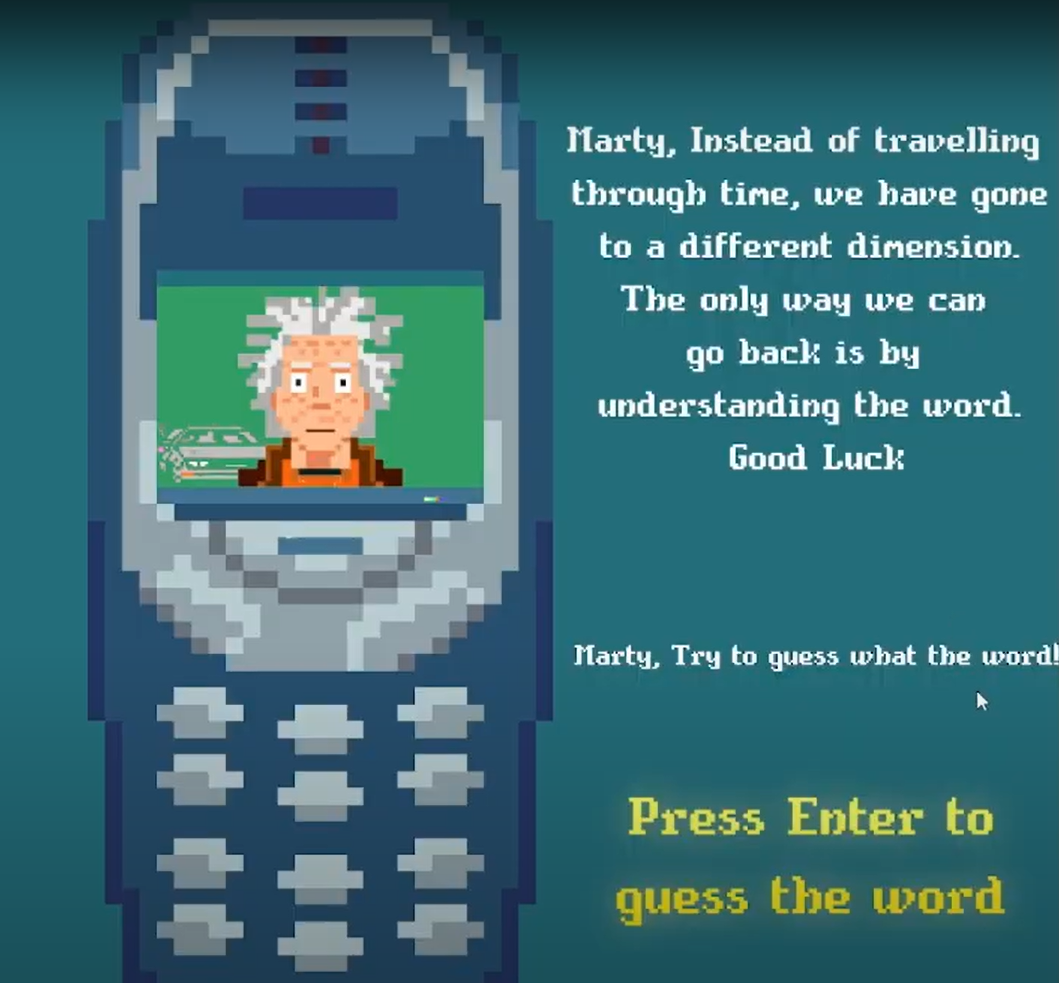 Marty, Instead of travelling
through time, we have gone
to a different dimension.
The only way we can
go back is by
understanding the word.
Good Luck
Marty, Try to guess what the word!
Press Enter to
guess the word